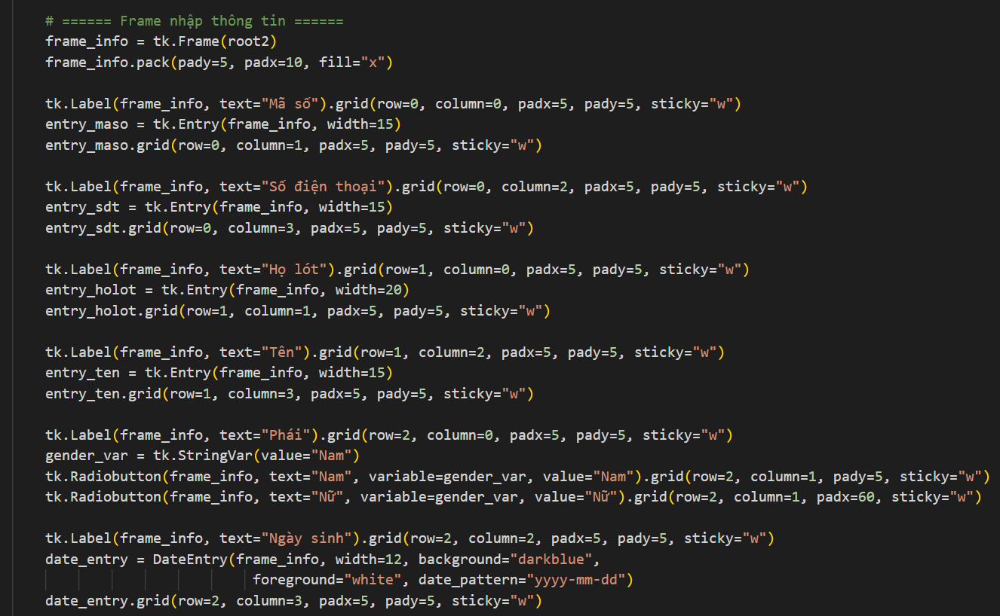 # ====== Frame nhập thông tin ======
frame_info = tk.Frame(root2)
frame_info.pack(pady=5, padx=10, fill="x")
tk.Label(frame_info, text="Mã số").grid(row=0, column=0, padx=5, pady=5, sticky="w")
entry_maso = tk.Entry(frame_info, width=15)
entry_maso.grid(row=0, column=1, padx=5, pady=5, sticky="w")
tk.Label(frame_info, text="Số điện thoại").grid(row=0, column=2, padx=5, pady=5, sticky="w")
entry_sdt = tk.Entry(frame_info, width=15)
entry_sdt.grid(row=0, column=3, padx=5, pady=5, sticky="w")
tk.Label(frame_info, text="Họ lót").grid(row=1, column=0, padx=5, pady=5, sticky="w")
entry_holot = tk.Entry(frame_info, width=20)
entry_holot.grid(row=1, column=1, padx=5, pady=5, sticky="w")
tk.Label(frame_info, text="Tên").grid(row=1, column=2, padx=5, pady=5, sticky="w")
entry_ten = tk.Entry(frame_info, width=15)
entry_ten.grid(row=1, column=3, padx=5, pady=5, sticky="w")
tk.Label(frame_info, text="Phái").grid(row=2, column=0, padx=5, pady=5, sticky="w")
gender_var = tk.StringVar(value="Nam")
tk.Radiobutton(frame_info, text="Nam", variable=gender_var, value="Nam").grid(row=2, column=1, pady=5, sticky="w")
tk.Radiobutton(frame_info, text="Nữ", variable=gender_var, value="Nữ").grid(row=2, column=1, padx=60, sticky="w")
tk.Label(frame_info, text="Ngày sinh").grid(row=2, column=2, padx=5, pady=5, sticky="w")
date_entry = DateEntry(frame_info, width=12, background="darkblue",
foreground="white", date_pattern="yyyy-mm-dd")
date_entry.grid(row=2, column=3, padx=5, pady=5, sticky="w")